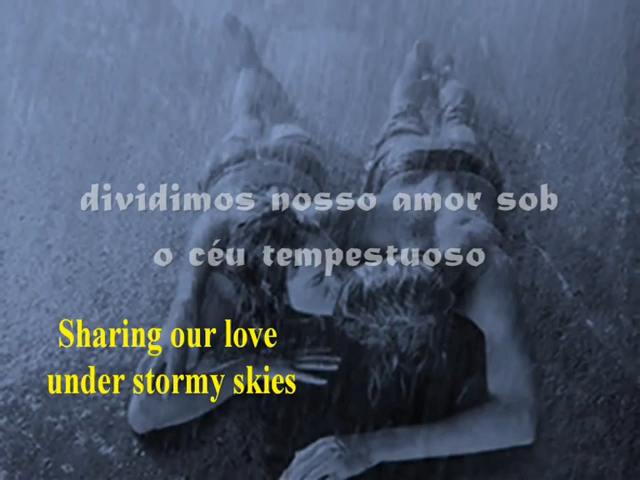 dividimos nosso amor sob
o céu tempestuoso
Sharing our love
under stormy skies